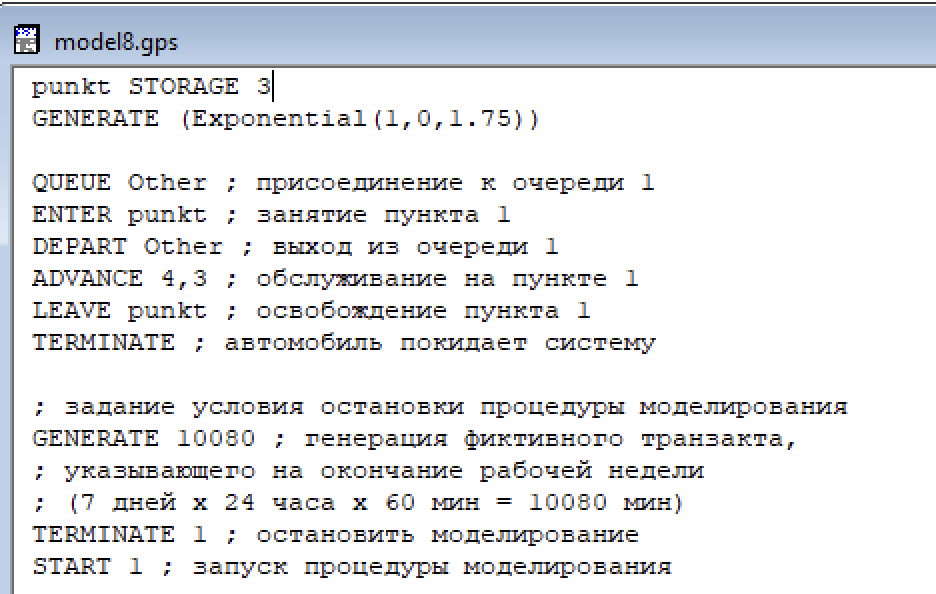 model8.gps
punkt STORAGE 3
GENERATE (Exponential(1,0,1.75))
QUEUE Other ; присоединение к очереди 1
ENTER punkt ; занятие пункта 1
DEPART Other ; выход из очереди 1
ADVANCE 4,3 ; обслуживание на пункте 1
LEAVE punkt ; освобождение пункта 1
TERMINATE ; автомобиль покидает систему
; задание условия остановки процедуры моделирования
GENERATE 10080 ; генерация фиктивного транзакта,
; указывающего на окончание рабочей недели
; (7 дней х 24 часа х 60 мин = 10080 мин)
TERMINATE 1 ; остановить моделирование
START 1 ; запуск процедуры моделирования